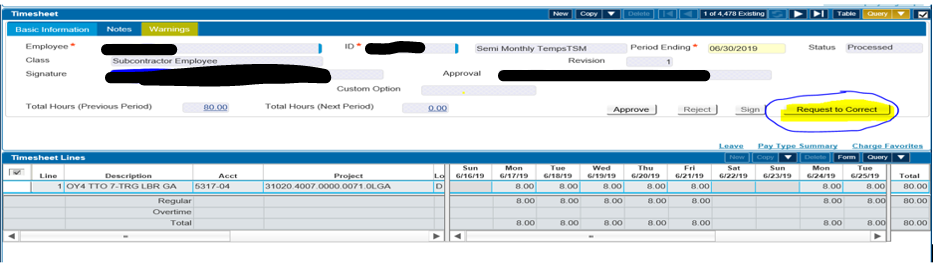 Timesheet New Copy Delete 1 of 4,478 Existing Table Query
Basic Information Notes Warnings
Employee * ID * Semi Monthly TempsTSM Period Ending * 06/30/2019 Status Processed
Class Subcontractor Employee Revision 1
Signature Approval
Custom Option
Total Hours (Previous Period) 80.00 Total Hours (Next Period) 0.00 Approve Reject Sign Request to Correct
Leave Pay Type Summary Charge Favorites
Timesheet Lines New Copy Delete Form Query
Line Description Acct Project Lo Sun 6/16/19 Mon 6/17/19 Tue 6/18/19 Wed 6/19/19 Thu 6/20/19 Fri 6/21/19 Sat 6/22/19 Sun 6/23/19 Mon 6/24/19 Tue 6/25/19 Total
1 OY4 TTO 7-TRG LBR GA 5317-04 31020.4007.0000.0071.0LGA D 8.00 8.00 8.00 8.00 8.00 8.00 8.00 80.00
Regular 8.00 8.00 8.00 8.00 8.00 8.00 8.00 80.00
Overtime
Total 8.00 8.00 8.00 8.00 8.00 8.00 8.00 80.00